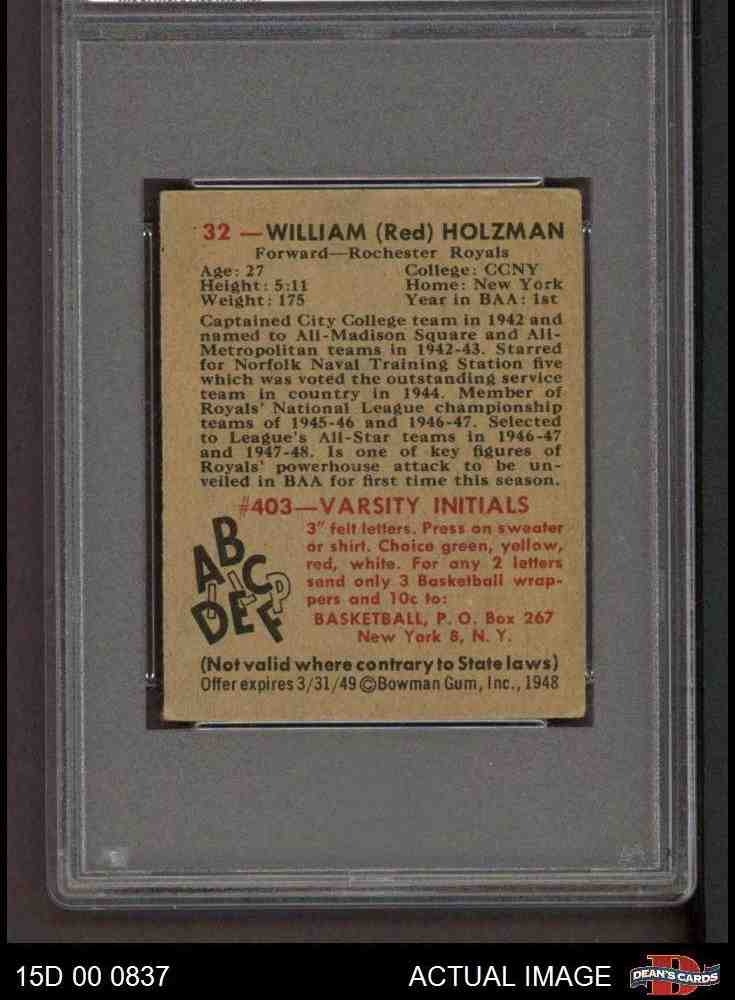 32 — WILLIAM (Red) HOLZMAN
Forward—Rochester Royals
Age: 27 College: CCNY
Height: 5:11 Home: New York
Weight: 175 Year in BAA: 1st
Captained City College team in 1942 and
named to All-Madison Square and All-
Metropolitan teams in 1942-43. Starred
for Norfolk Naval Training Station five
which was voted the outstanding service
team in country in 1944. Member of
Royals' National League championship
teams of 1945-46 and 1946-47. Selected
to League's All-Star teams in 1946-47
and 1947-48. Is one of key figures of
Royals' powerhouse attack to be un-
veiled in BAA for first time this season.
#403—VARSITY INITIALS
3" felt letters. Press on sweater
or shirt. Choice green, yellow,
red, white. For any 2 letters
send only 3 Basketball wrap-
pers and 10c to:
BASKETBALL, P. O. Box 267
New York 8, N. Y.
ABC
DEF
(Not valid where contrary to State laws)
Offer expires 3/31/49 ©Bowman Gum, Inc., 1948
15D 00 0837
ACTUAL IMAGE
DEAN'S CARDS